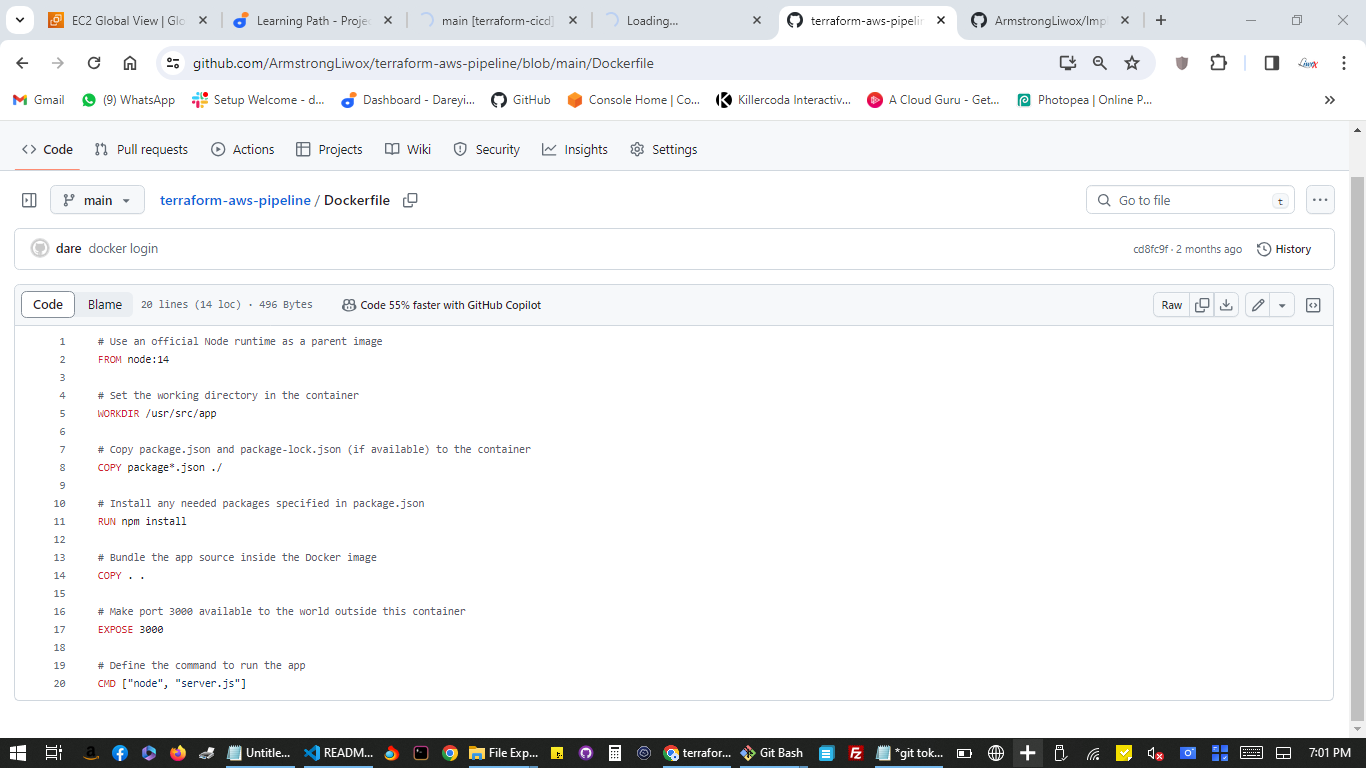 EC2 Global View | Glo
Learning Path - Proje
main [terraform-cicd]
Loading...
terraform-aws-pipelin
ArmstrongLiwox/Imp
github.com/ArmstrongLiwox/terraform-aws-pipeline/blob/main/Dockerfile
Gmail
(9) WhatsApp
Setup Welcome - d...
Dashboard - Dareyi...
GitHub
Console Home | Co...
Killercoda Interactiv...
A Cloud Guru - Get...
Photopea | Online P...
Code
Pull requests
Actions
Projects
Wiki
Security
Insights
Settings
main
terraform-aws-pipeline / Dockerfile
Go to file
t
dare docker login
cd8fc9f · 2 months ago
History
Code
Blame
20 lines (14 loc) · 496 Bytes
Code 55% faster with GitHub Copilot
Raw
1 # Use an official Node runtime as a parent image
2 FROM node:14
3
4 # Set the working directory in the container
5 WORKDIR /usr/src/app
6
7 # Copy package.json and package-lock.json (if available) to the container
8 COPY package*.json ./
9
10 # Install any needed packages specified in package.json
11 RUN npm install
12
13 # Bundle the app source inside the Docker image
14 COPY . .
15
16 # Make port 3000 available to the world outside this container
17 EXPOSE 3000
18
19 # Define the command to run the app
20 CMD ["node", "server.js"]
Untitle...
READM...
File Exp...
terrafor...
Git Bash
*git tok...
7:01 PM